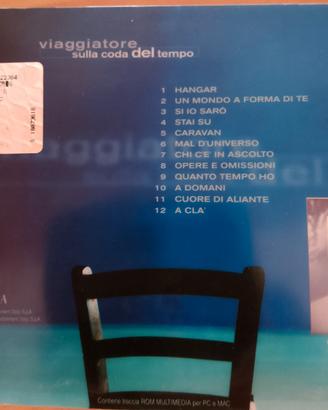 viaggiatore
sulla coda del tempo
1 HANGAR
2 UN MONDO A FORMA DI TE
3 SI IO SARÒ
4 STAI SU
5 CARAVAN
6 MAL D'UNIVERSO
7 CHI C'E' IN ASCOLTO
8 OPERE E OMISSIONI
9 QUANTO TEMPO HO
10 A DOMANI
11 CUORE DI ALIANTE
12 A CLA'
Contiene traccia ROM MULTIMEDIA per PC e MAC